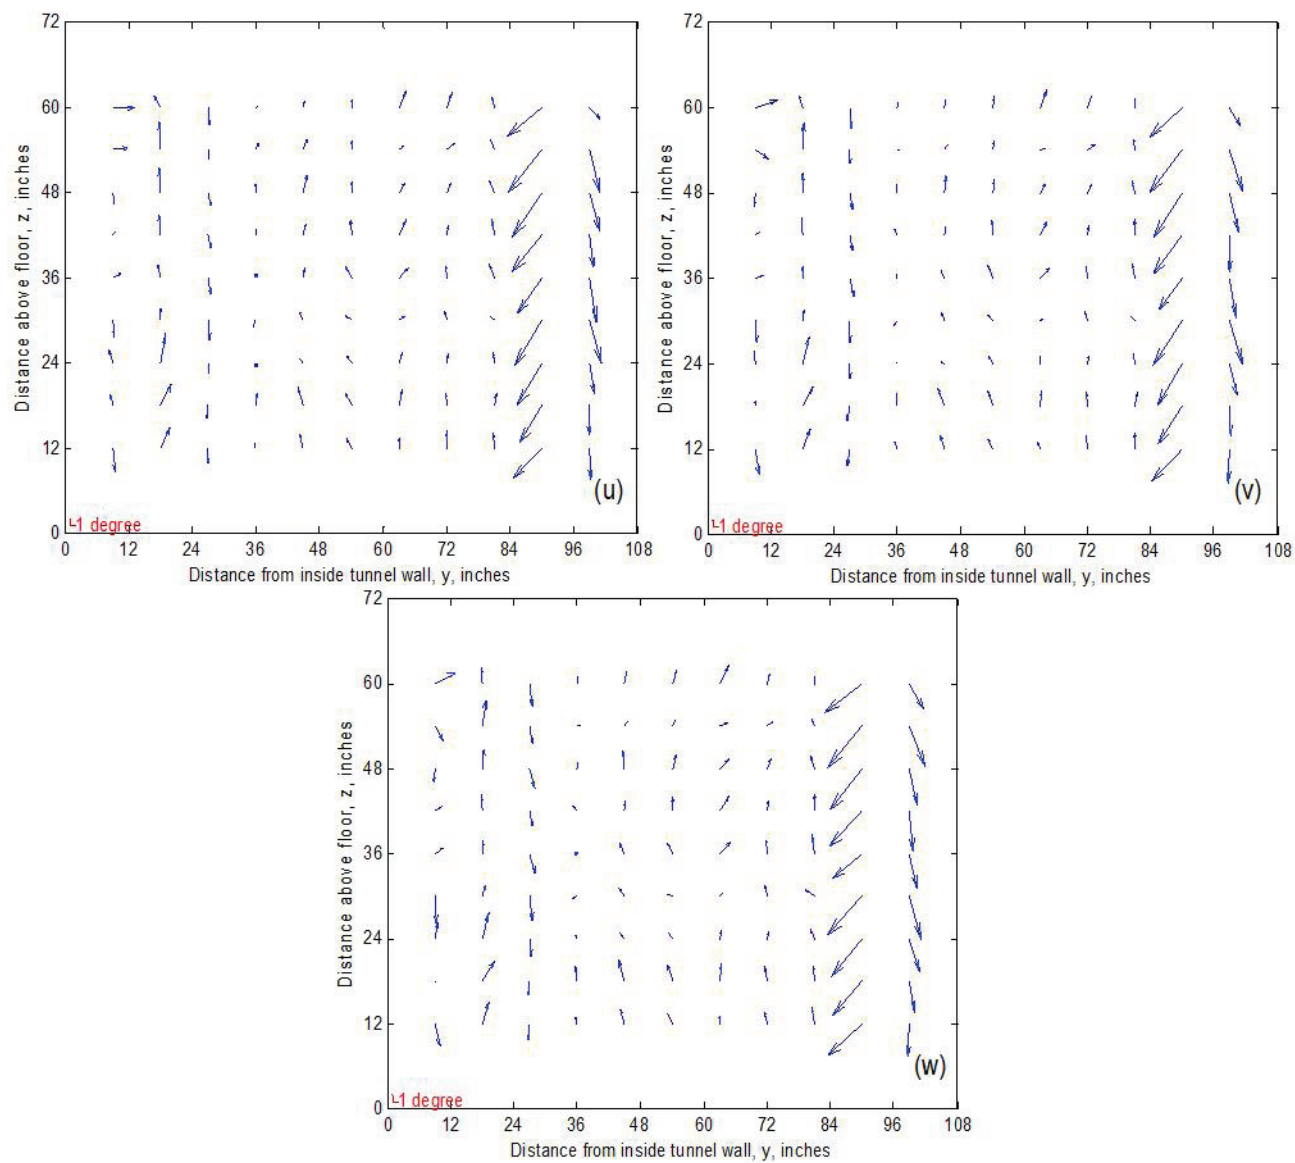 72
60
48
36
24
12
0
Distance above floor, z, inches
└1 degree
(u)
0 12 24 36 48 60 72 84 96 108
Distance from inside tunnel wall, y, inches
72
60
48
36
24
12
0
Distance above floor, z, inches
└1 degree
(v)
0 12 24 36 48 60 72 84 96 108
Distance from inside tunnel wall, y, inches
72
60
48
36
24
12
0
Distance above floor, z, inches
└1 degree
(w)
0 12 24 36 48 60 72 84 96 108
Distance from inside tunnel wall, y, inches